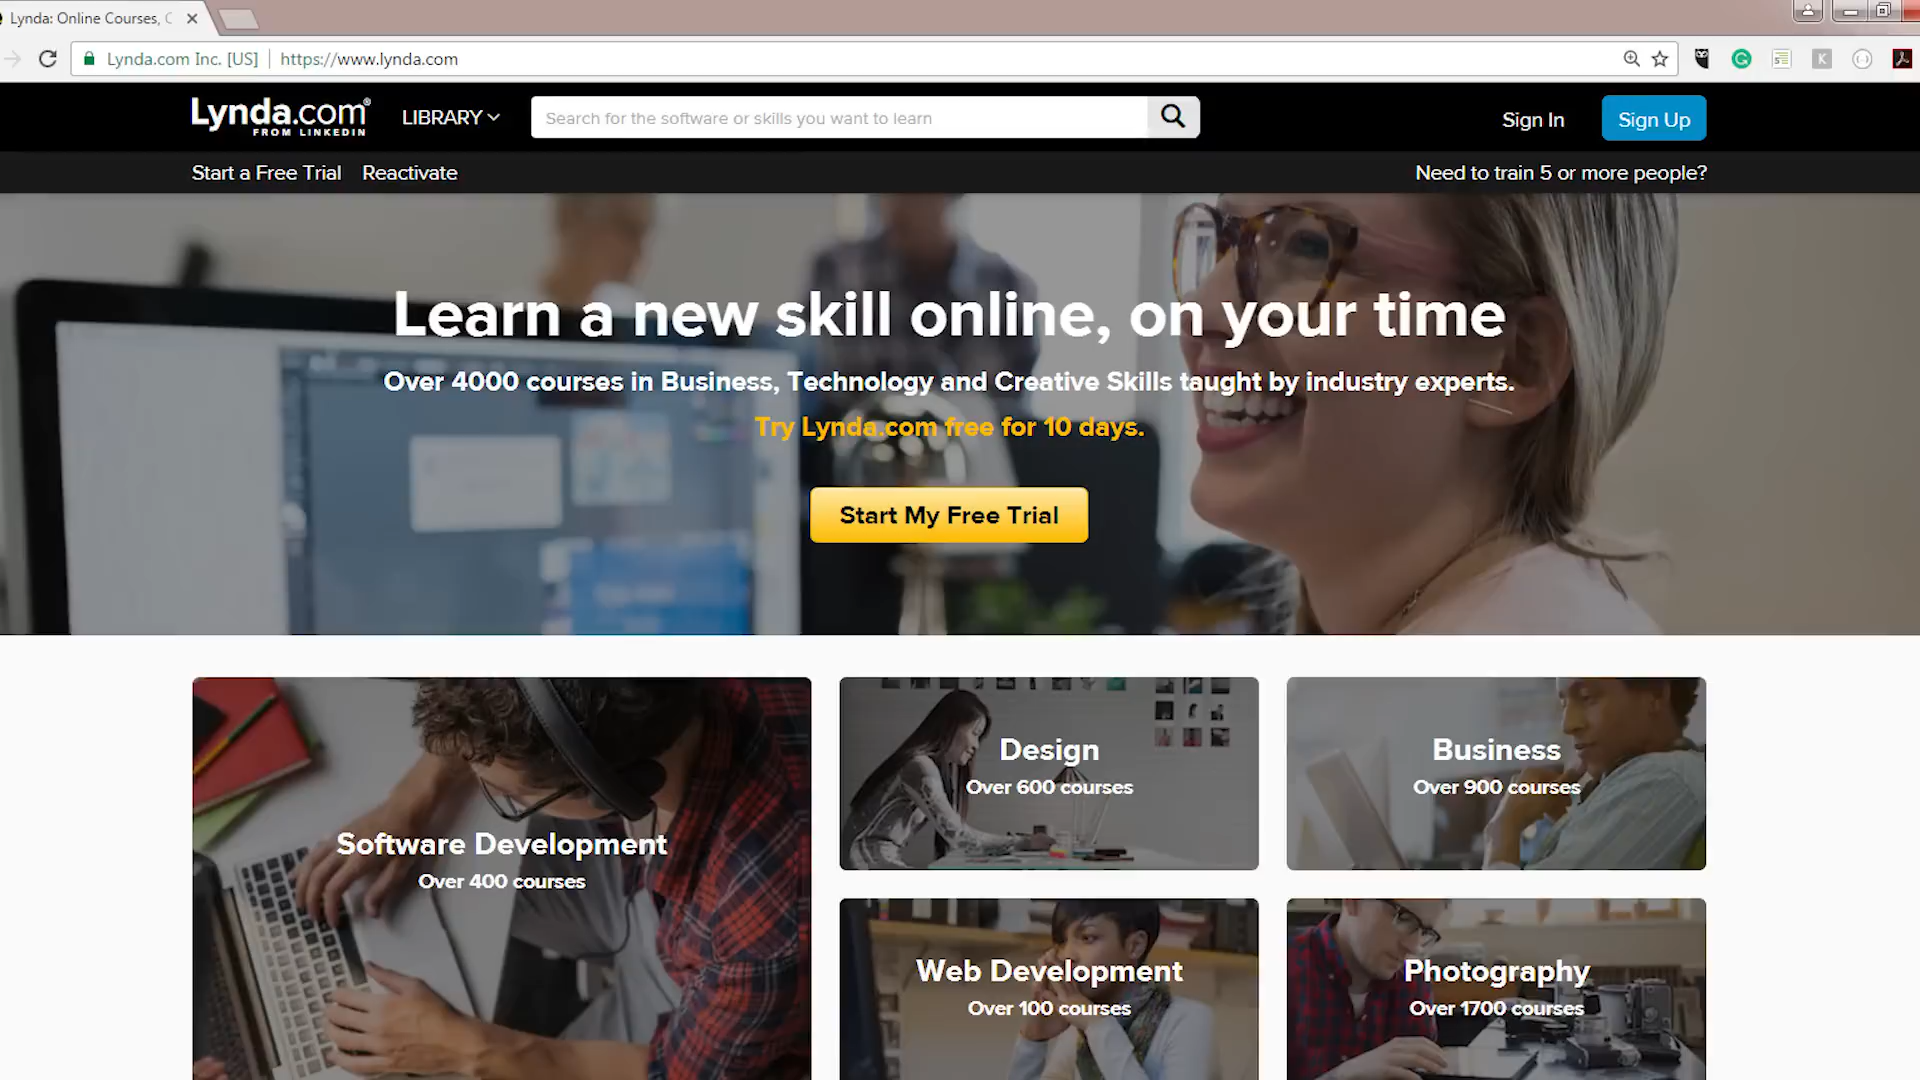 Lynda: Online Courses, C
Lynda.com Inc. [US]
https://www.lynda.com
Lynda.com®
FROM LINKEDIN
LIBRARY
Search for the software or skills you want to learn
Sign In
Sign Up
Start a Free Trial
Reactivate
Need to train 5 or more people?
Learn a new skill online, on your time
Over 4000 courses in Business, Technology and Creative Skills taught by industry experts.
Try Lynda.com free for 10 days.
Start My Free Trial
Software Development
Over 400 courses
Design
Over 600 courses
Business
Over 900 courses
Web Development
Over 100 courses
Photography
Over 1700 courses